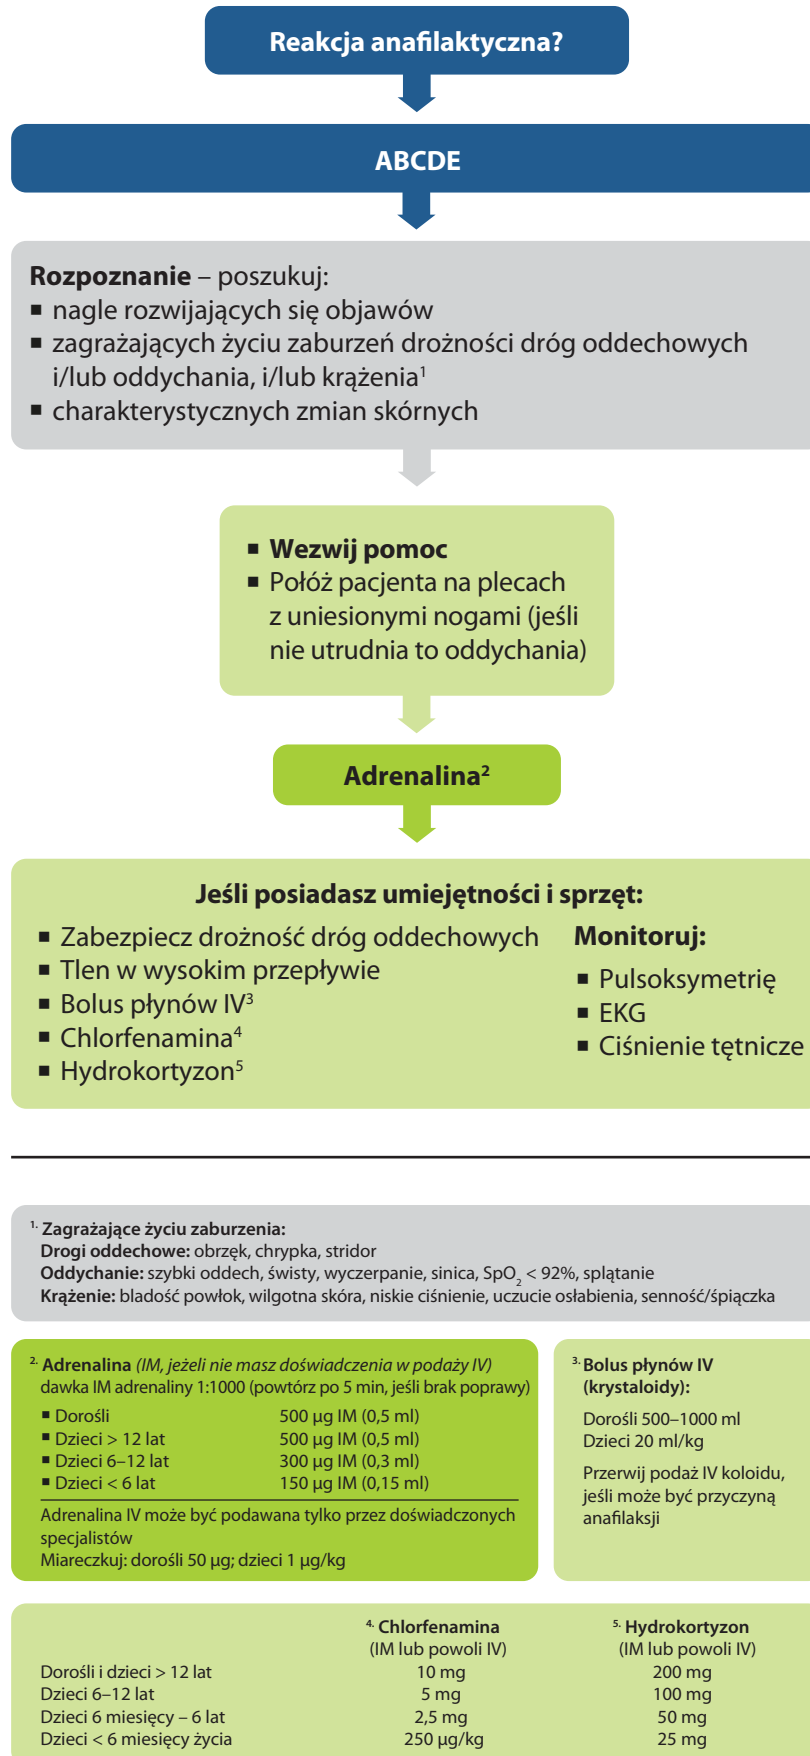 Reakcja anafilaktyczna?
ABCDE
Rozpoznanie – poszukuj:
▪ nagle rozwijających się objawów
▪ zagrażających życiu zaburzeń drożności dróg oddechowych
i/lub oddychania, i/lub krążenia¹
▪ charakterystycznych zmian skórnych
▪ Wezwij pomoc
▪ Połóż pacjenta na plecach
z uniesionymi nogami (jeśli
nie utrudnia to oddychania)
Adrenalina²
Jeśli posiadasz umiejętności i sprzęt:
▪ Zabezpiecz drożność dróg oddechowych
▪ Tlen w wysokim przepływie
▪ Bolus płynów IV³
▪ Chlorfenamina⁴
▪ Hydrokortyzon⁵
Monitoruj:
▪ Pulsoksymetrię
▪ EKG
▪ Ciśnienie tętnicze
¹· Zagrażające życiu zaburzenia:
Drogi oddechowe: obrzęk, chrypka, stridor
Oddychanie: szybki oddech, świsty, wyczerpanie, sinica, SpO₂ < 92%, splątanie
Krążenie: bladość powłok, wilgotna skóra, niskie ciśnienie, uczucie osłabienia, senność/śpiączka
²· Adrenalina (IM, jeżeli nie masz doświadczenia w podaży IV)
dawka IM adrenaliny 1:1000 (powtórz po 5 min, jeśli brak poprawy)
▪ Dorośli 500 µg IM (0,5 ml)
▪ Dzieci > 12 lat 500 µg IM (0,5 ml)
▪ Dzieci 6–12 lat 300 µg IM (0,3 ml)
▪ Dzieci < 6 lat 150 µg IM (0,15 ml)
Adrenalina IV może być podawana tylko przez doświadczonych
specjalistów
Miareczkuj: dorośli 50 µg; dzieci 1 µg/kg
³· Bolus płynów IV
(krystaloidy):
Dorośli 500–1000 ml
Dzieci 20 ml/kg
Przerwij podaż IV koloidu,
jeśli może być przyczyną
anafilaksji
⁴· Chlorfenamina ⁵· Hydrokortyzon
(IM lub powoli IV) (IM lub powoli IV)
Dorośli i dzieci > 12 lat 10 mg 200 mg
Dzieci 6–12 lat 5 mg 100 mg
Dzieci 6 miesięcy – 6 lat 2,5 mg 50 mg
Dzieci < 6 miesięcy życia 250 µg/kg 25 mg